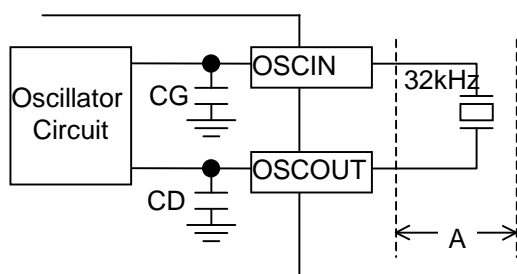 OSCIN
32kHz
Oscillator
Circuit
CG
OSCOUT
CD
A